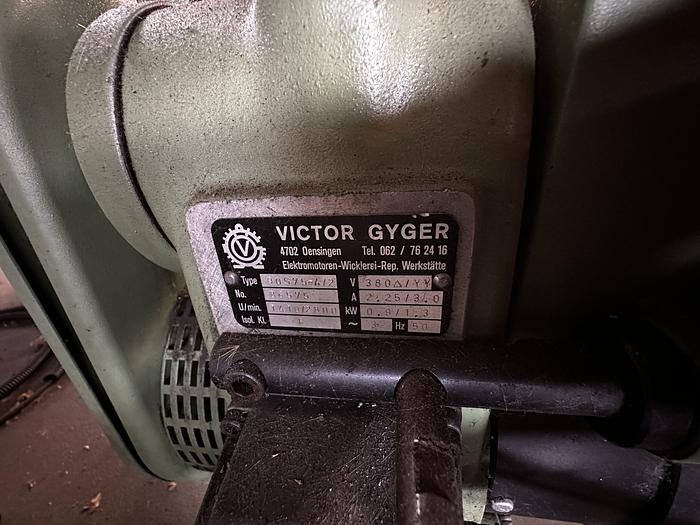 V
VICTOR GYGER
4702 Oensingen Tel. 062 / 76 24 16
Elektromotoren-Wicklerei-Rep. Werkstätte
Type V 380Δ/YY
No. A 2.25/3.0
U/min. kW 0.9/1.3
Isol. Kl. ~ 3 Hz 50